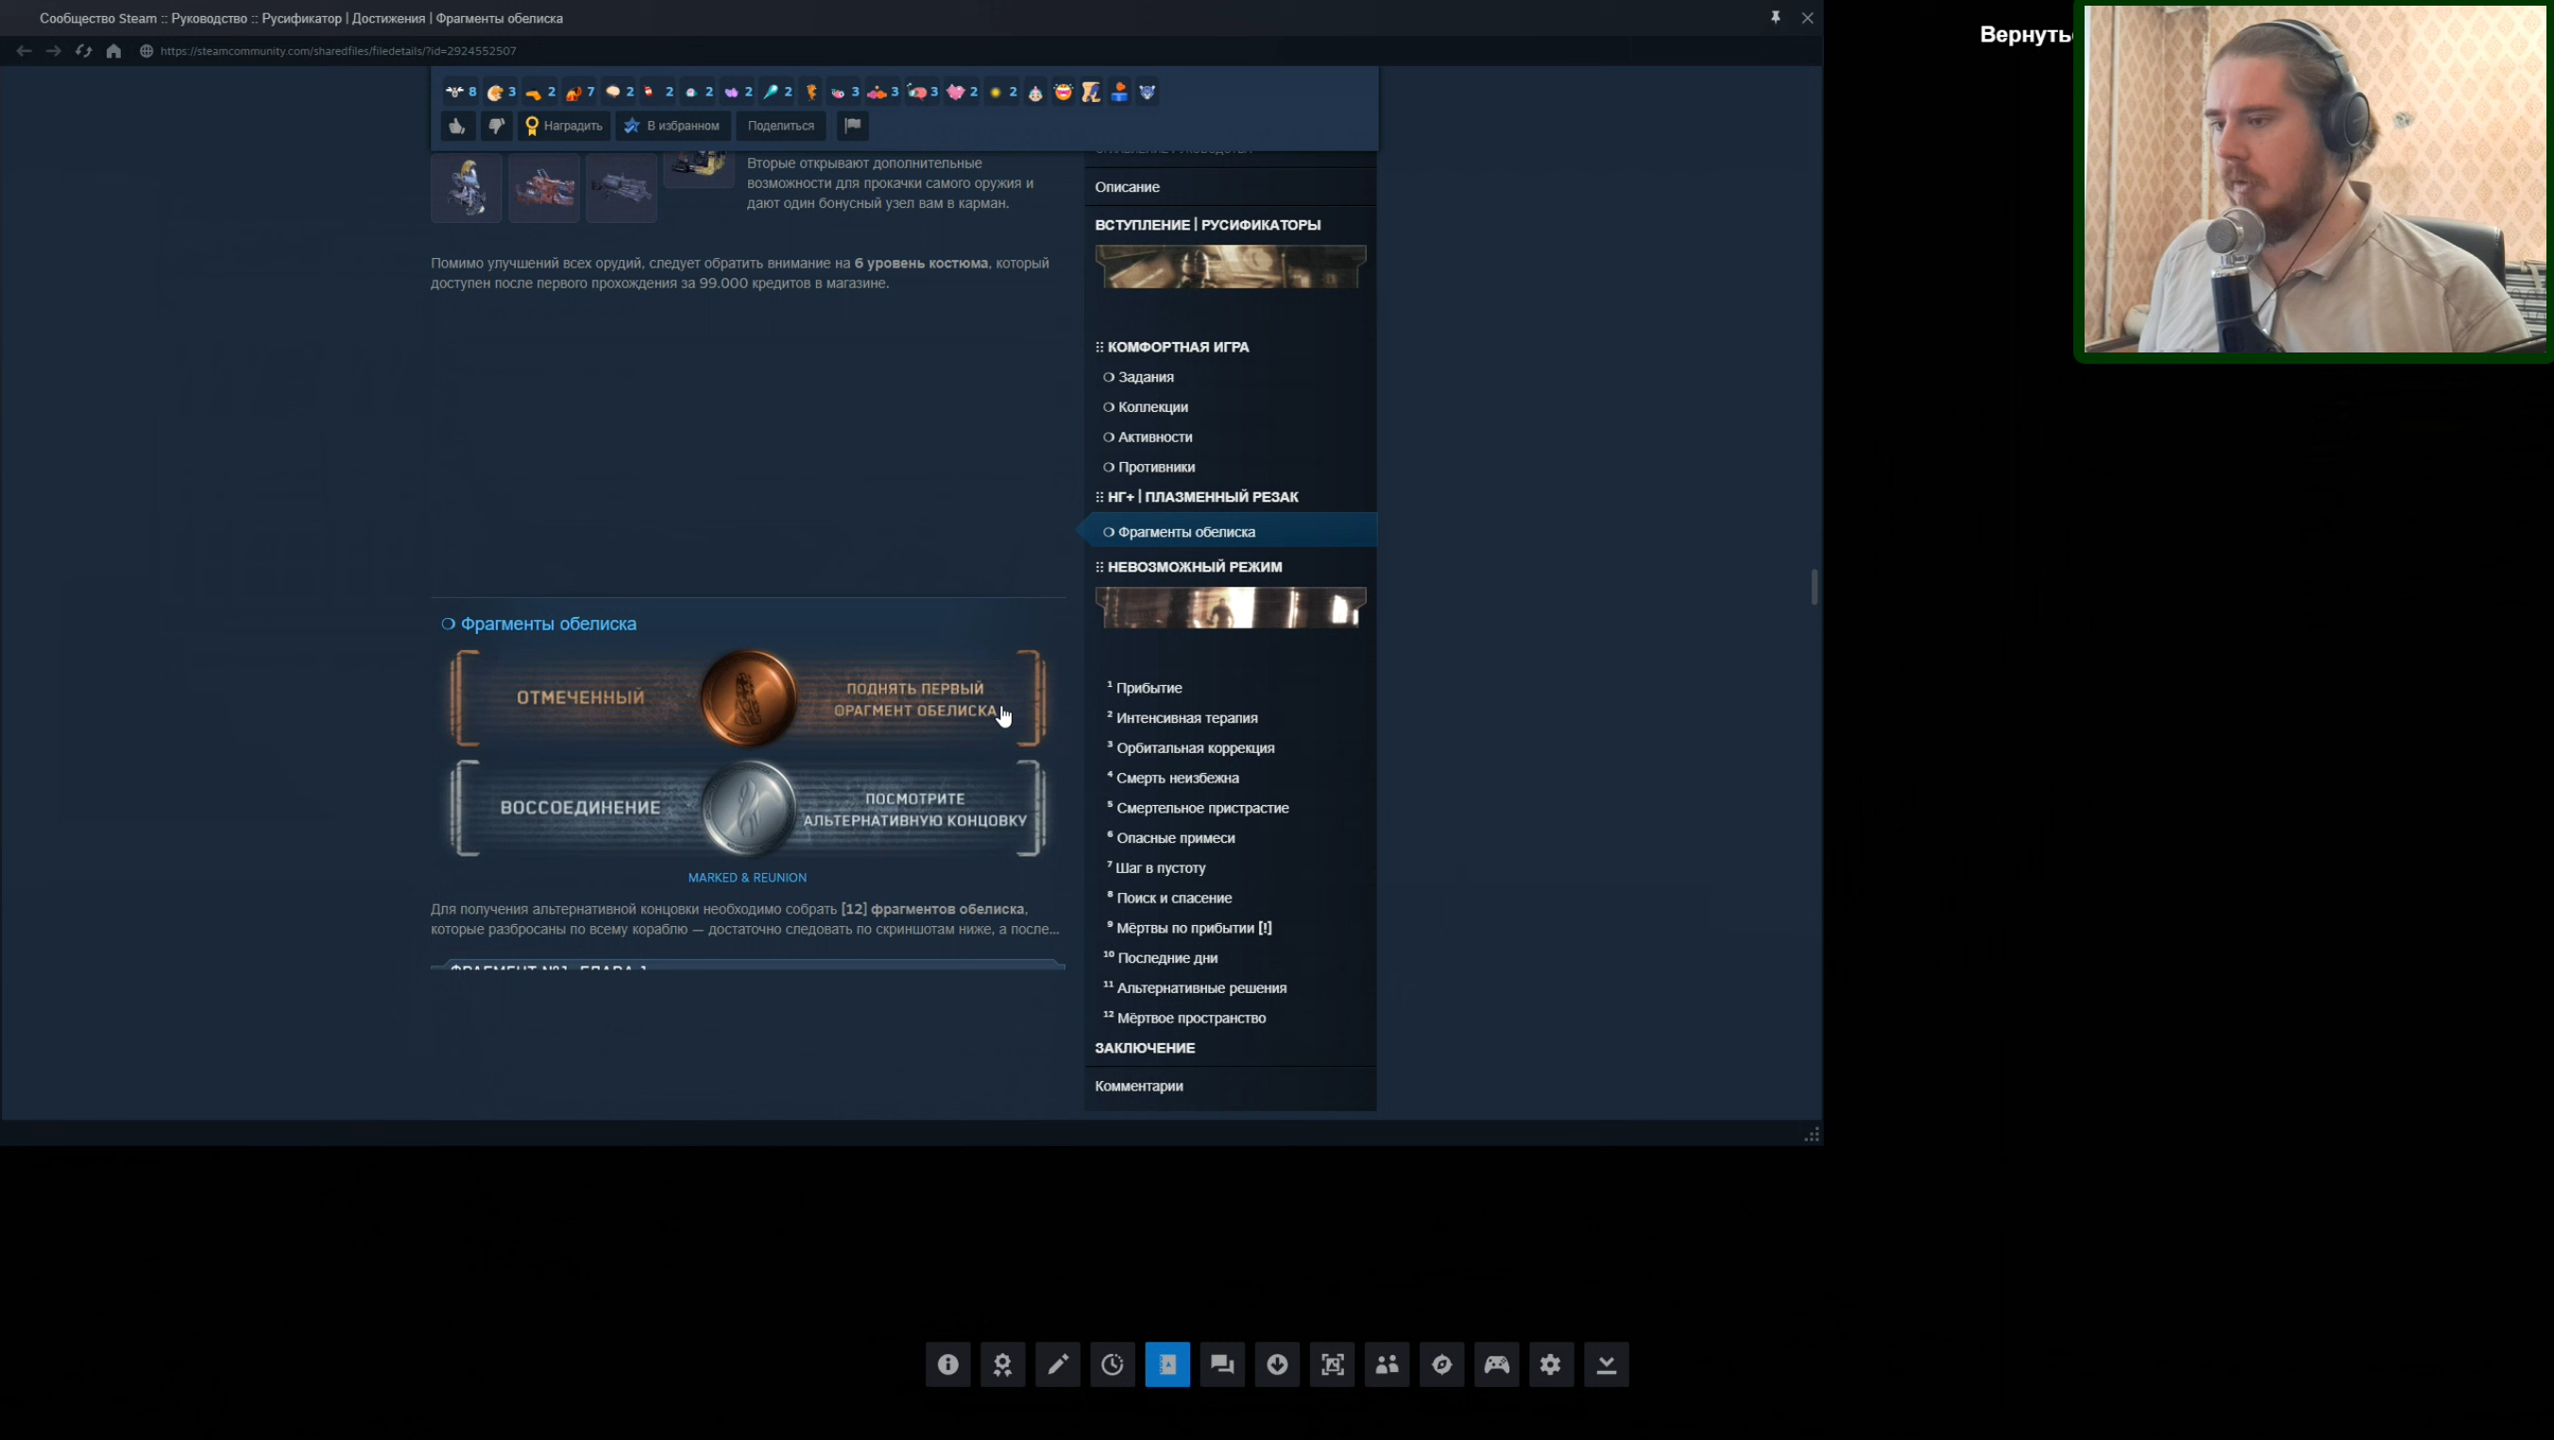 Сообщество Steam :: Руководство :: Русификатор | Достижения | Фрагменты обелиска
https://steamcommunity.com/sharedfiles/filedetails/?id=2924552507
Вернуть
8 3 2 7 2 2 2 2 2 3 3 3 2 2
Наградить В избранном Поделиться
Вторые открывают дополнительные
возможности для прокачки самого оружия и
дают один бонусный узел вам в карман.
Помимо улучшений всех орудий, следует обратить внимание на 6 уровень костюма, который
доступен после первого прохождения за 99.000 кредитов в магазине.
Фрагменты обелиска
ОТМЕЧЕННЫЙ
ПОДНЯТЬ ПЕРВЫЙ
ФРАГМЕНТ ОБЕЛИСКА
ВОССОЕДИНЕНИЕ
ПОСМОТРИТЕ
АЛЬТЕРНАТИВНУЮ КОНЦОВКУ
MARKED & REUNION
Для получения альтернативной концовки необходимо собрать [12] фрагментов обелиска,
которые разбросаны по всему кораблю — достаточно следовать по скриншотам ниже, а после...
Описание
ВСТУПЛЕНИЕ | РУСИФИКАТОРЫ
⁝⁝ КОМФОРТНАЯ ИГРА
Задания
Коллекции
Активности
Противники
⁝⁝ НГ+ | ПЛАЗМЕННЫЙ РЕЗАК
Фрагменты обелиска
⁝⁝ НЕВОЗМОЖНЫЙ РЕЖИМ
¹ Прибытие
² Интенсивная терапия
³ Орбитальная коррекция
⁴ Смерть неизбежна
⁵ Смертельное пристрастие
⁶ Опасные примеси
⁷ Шаг в пустоту
⁸ Поиск и спасение
⁹ Мёртвы по прибытии [!]
¹⁰ Последние дни
¹¹ Альтернативные решения
¹² Мёртвое пространство
ЗАКЛЮЧЕНИЕ
Комментарии